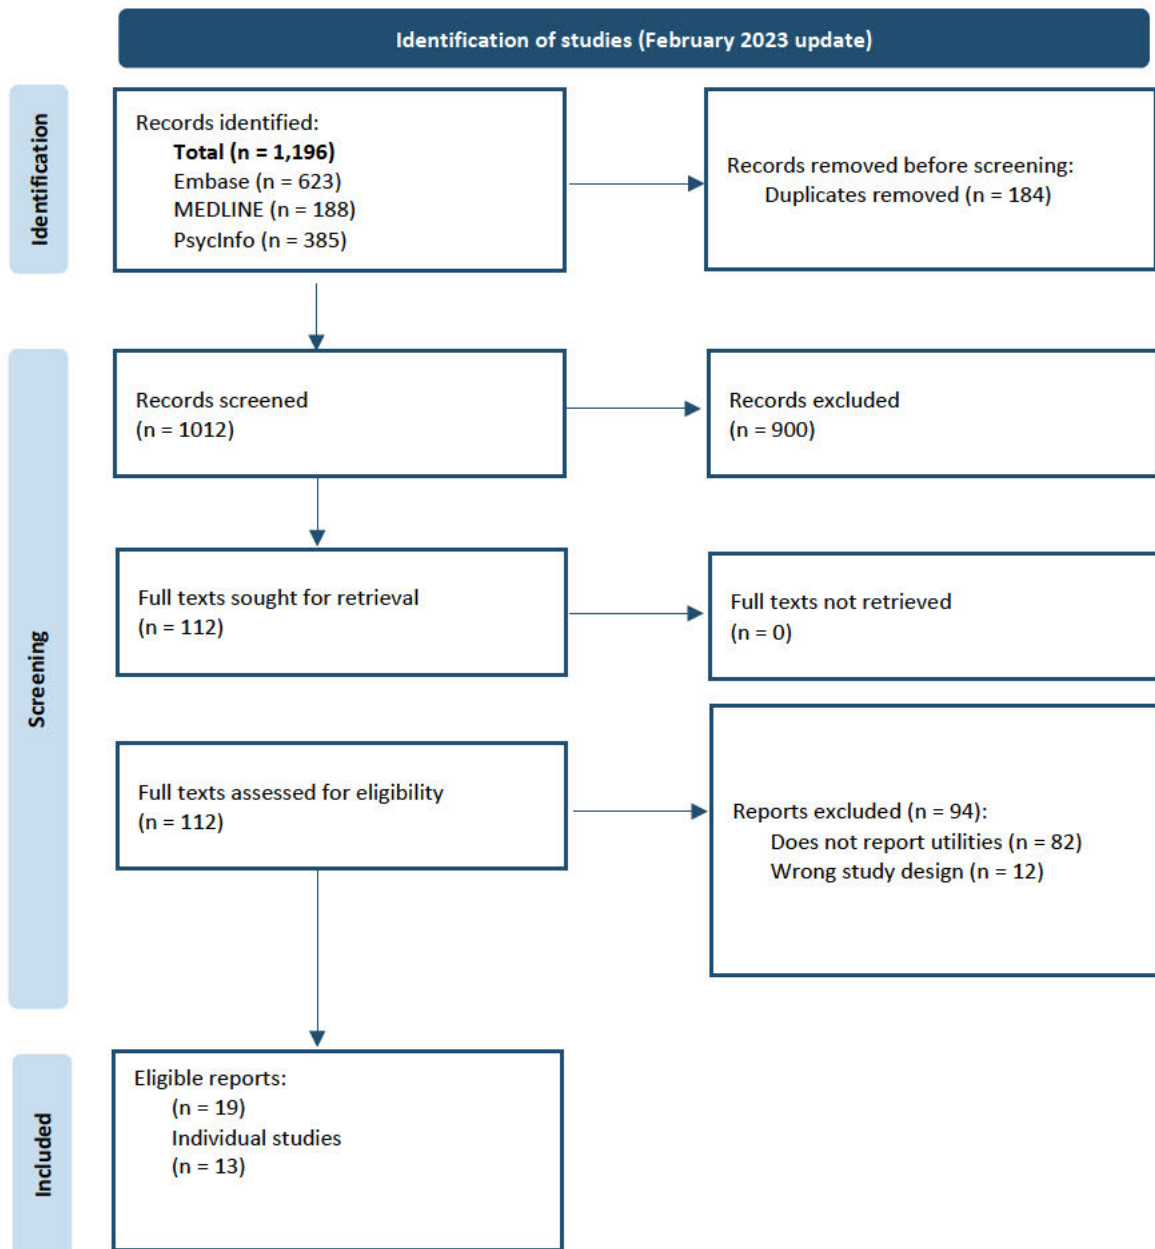 Identification of studies (February 2023 update)
Identification
Records identified:
Total (n = 1,196)
Embase (n = 623)
MEDLINE (n = 188)
PsycInfo (n = 385)
Records removed before screening:
Duplicates removed (n = 184)
Screening
Records screened
(n = 1012)
Records excluded
(n = 900)
Full texts sought for retrieval
(n = 112)
Full texts not retrieved
(n = 0)
Full texts assessed for eligibility
(n = 112)
Reports excluded (n = 94):
Does not report utilities (n = 82)
Wrong study design (n = 12)
Included
Eligible reports:
(n = 19)
Individual studies
(n = 13)